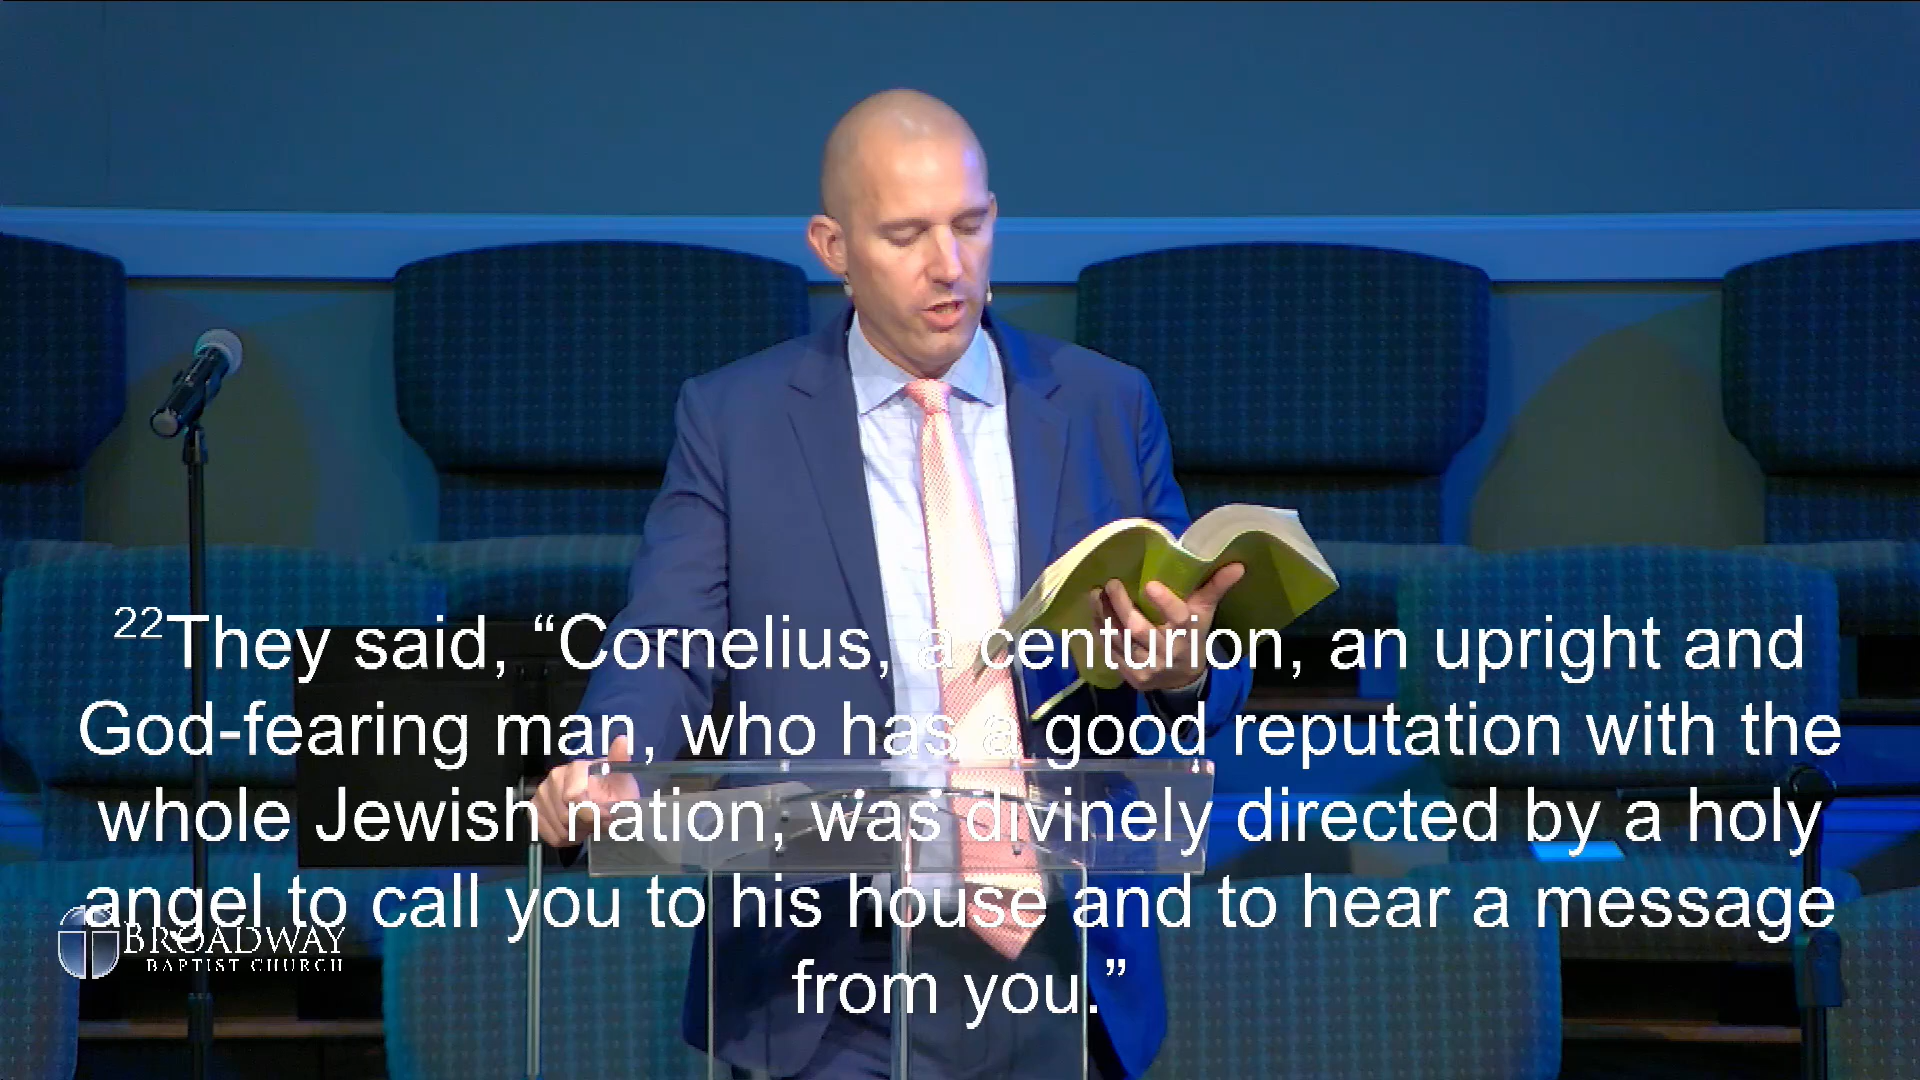 22They said, “Cornelius, a centurion, an upright and
God-fearing man, who has a good reputation with the
whole Jewish nation, was divinely directed by a holy
angel to call you to his house and to hear a message
from you.”
BROADWAY
BAPTIST CHURCH